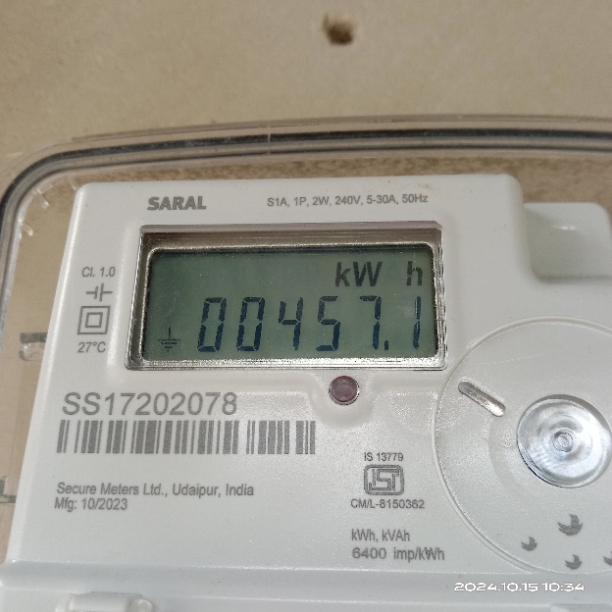 SARAL
S1A, 1P, 2W, 240V, 5-30A, 50Hz
Cl. 1.0
kW h
00457.1
27°C
SS17202078
IS 13779
ISI
CM/L-8150362
Secure Meters Ltd., Udaipur, India
Mfg: 10/2023
kWh, kVAh
6400 imp/kWh
2024.10.15 10:34